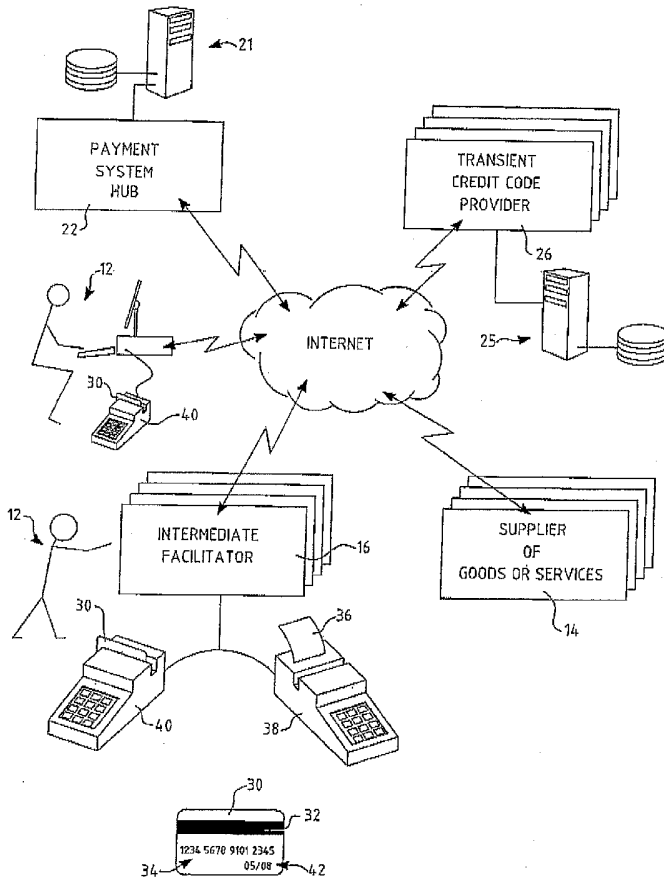 21
PAYMENT
SYSTEM
HUB
22
TRANSIENT
CREDIT CODE
PROVIDER
26
12
INTERNET
25
30
40
12
INTERMEDIATE
FACILITATOR
16
SUPPLIER
OF
GOODS OR SERVICES
14
30
36
40
38
30
32
1234 5678 9101 2345
34
05/08
42